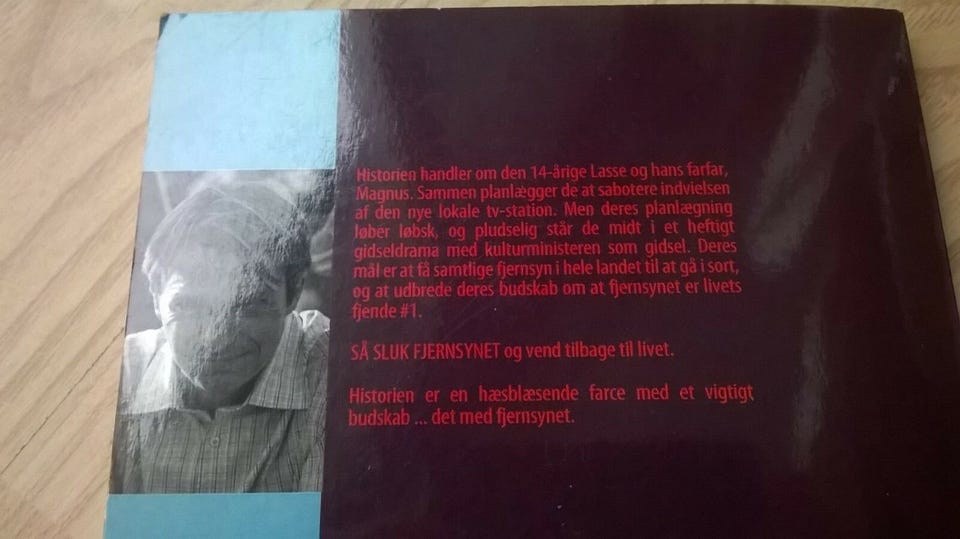 Historien handler om den 14-årige Lasse og hans farfar,
Magnus. Sammen planlægger de at sabotere indvielsen
af den nye lokale tv-station. Men deres planlægning
løber løbsk, og pludselig står de midt i et heftigt
gidseldrama med kulturministeren som gidsel. Deres
mål er at få samtlige fjernsyn i hele landet til at gå i sort,
og at udbrede deres budskab om at fjernsynet er livets
fjende #1.
SÅ SLUK FJERNSYNET og vend tilbage til livet.
Historien er en hæsblæsende farce med et vigtigt
budskab ... det med fjernsynet.